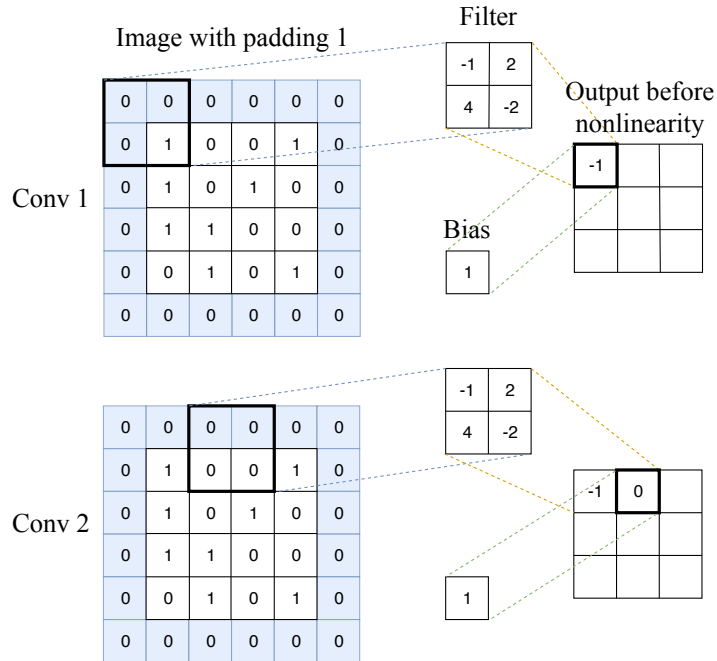 Image with padding 1
Filter
Output before
nonlinearity
Conv 1
0 0 0 0 0 0
0 1 0 0 1 0
0 1 0 1 0 0
0 1 1 0 0 0
0 0 1 0 1 0
0 0 0 0 0 0
-1 2
4 -2
Bias
1
-1
Conv 2
0 0 0 0 0 0
0 1 0 0 1 0
0 1 0 1 0 0
0 1 1 0 0 0
0 0 1 0 1 0
0 0 0 0 0 0
-1 2
4 -2
1
-1 0